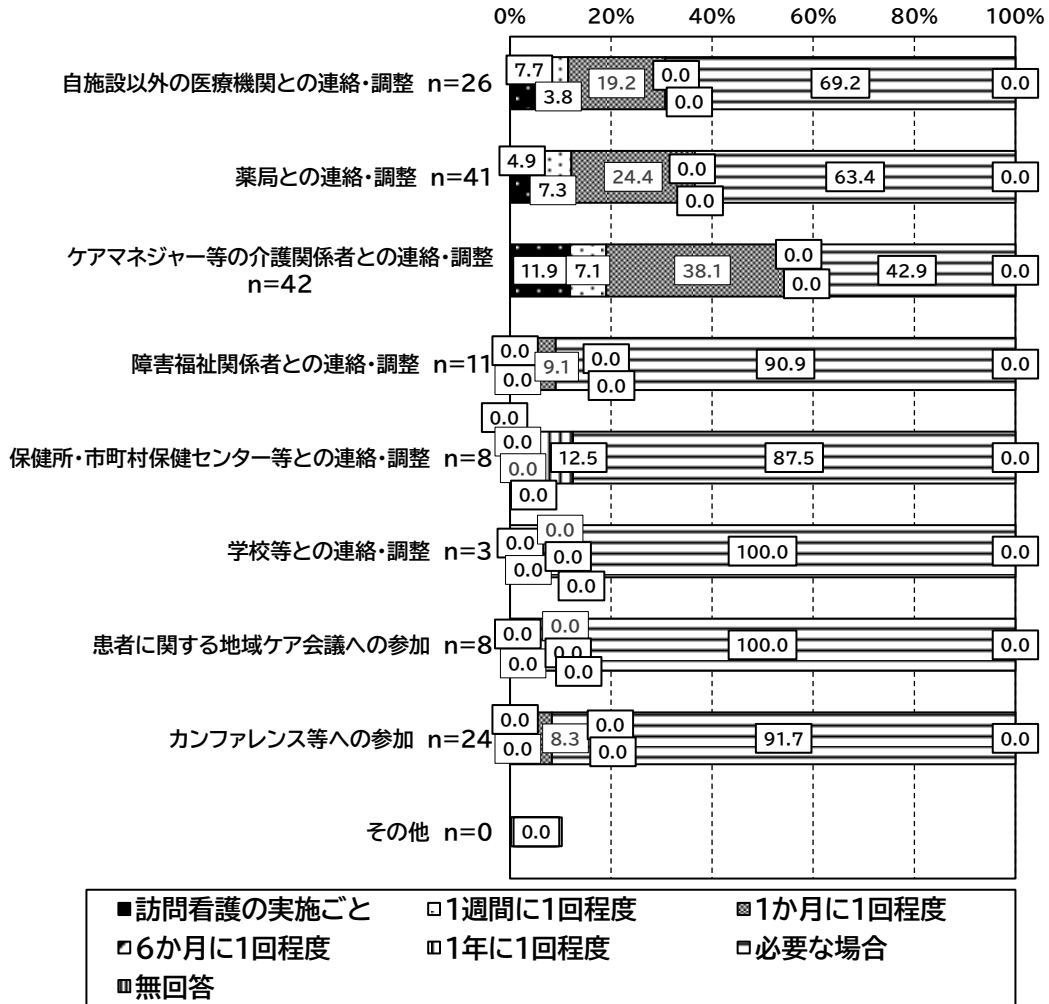 0% 20% 40% 60% 80% 100%
自施設以外の医療機関との連絡・調整 n=26
7.7 3.8 19.2 0.0 0.0 69.2 0.0
薬局との連絡・調整 n=41
4.9 7.3 24.4 0.0 0.0 63.4 0.0
ケアマネジャー等の介護関係者との連絡・調整
n=42
11.9 7.1 38.1 0.0 0.0 42.9 0.0
障害福祉関係者との連絡・調整 n=11
0.0 0.0 9.1 0.0 0.0 90.9 0.0
保健所・市町村保健センター等との連絡・調整 n=8
0.0 0.0 0.0 0.0 12.5 87.5 0.0
学校等との連絡・調整 n=3
0.0 0.0 0.0 0.0 0.0 100.0 0.0
患者に関する地域ケア会議への参加 n=8
0.0 0.0 0.0 0.0 0.0 100.0 0.0
カンファレンス等への参加 n=24
0.0 0.0 8.3 0.0 0.0 91.7 0.0
その他 n=0
0.0
訪問看護の実施ごと 1週間に1回程度 1か月に1回程度
6か月に1回程度 1年に1回程度 必要な場合
無回答